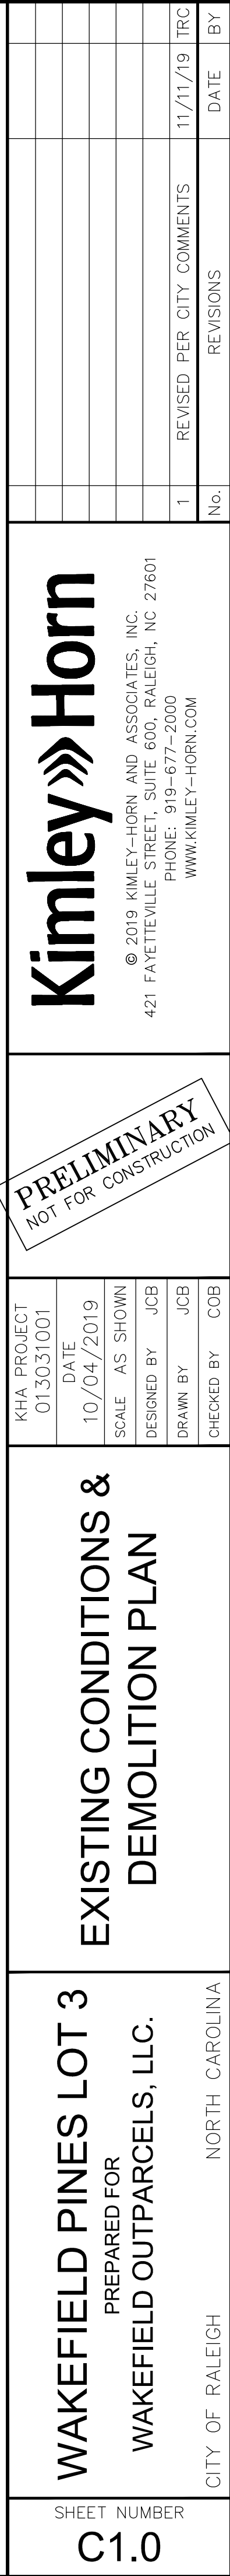 No. REVISIONS DATE BY
1 REVISED PER CITY COMMENTS 11/11/19 TRC
Kimley»Horn
© 2019 KIMLEY-HORN AND ASSOCIATES, INC.
421 FAYETTEVILLE STREET, SUITE 600, RALEIGH, NC 27601
PHONE: 919-677-2000
WWW.KIMLEY-HORN.COM
PRELIMINARY
NOT FOR CONSTRUCTION
KHA PROJECT
013031001
DATE
10/04/2019
SCALE AS SHOWN
DESIGNED BY JCB
DRAWN BY JCB
CHECKED BY COB
EXISTING CONDITIONS &
DEMOLITION PLAN
WAKEFIELD PINES LOT 3
PREPARED FOR
WAKEFIELD OUTPARCELS, LLC.
CITY OF RALEIGH NORTH CAROLINA
SHEET NUMBER
C1.0